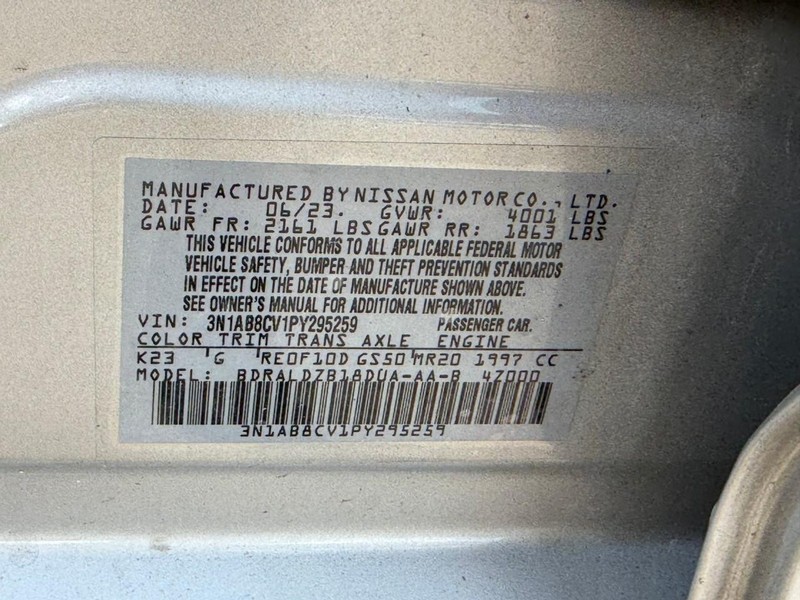 MANUFACTURED BY NISSAN MOTOR CO., LTD.
DATE: 06/23. GVWR: 4001 LBS
GAWR FR: 2161 LBS GAWR RR: 1863 LBS
THIS VEHICLE CONFORMS TO ALL APPLICABLE FEDERAL MOTOR
VEHICLE SAFETY, BUMPER AND THEFT PREVENTION STANDARDS
IN EFFECT ON THE DATE OF MANUFACTURE SHOWN ABOVE.
SEE OWNER'S MANUAL FOR ADDITIONAL INFORMATION.
VIN: 3N1AB8CV1PY295259 PASSENGER CAR.
COLOR TRIM TRANS AXLE ENGINE
K23 G RE0F10D GS50 MR20 1997 CC
MODEL: BDRALDZB18DUA-AA-B 4Z000
3N1AB8CV1PY295259